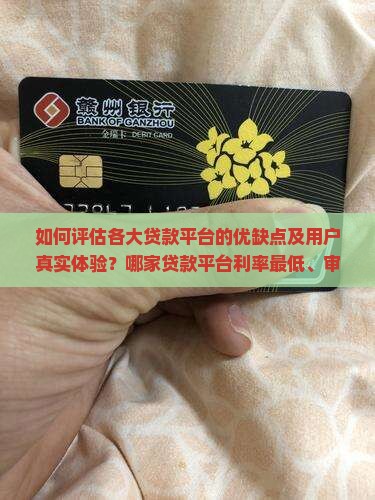 赣州银行
BANK OF GANZHOU
金瑞卡 DEBIT CARD
如何评估各大贷款平台的优缺点及用户
真实体验？哪家贷款平台利率最低、审